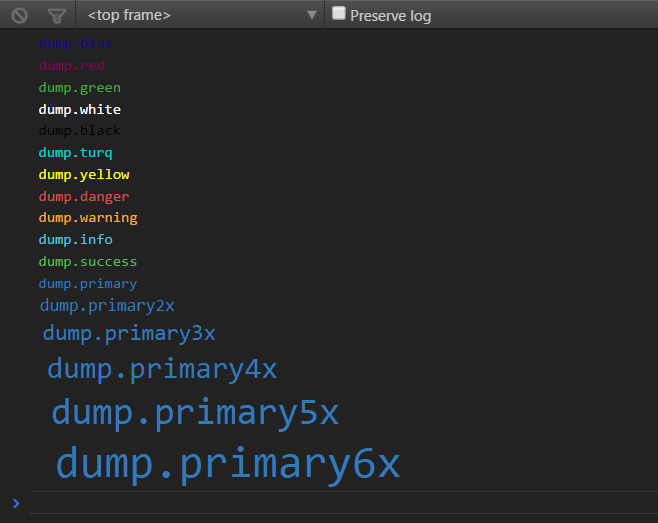 <top frame> Preserve log
dump.blue
dump.red
dump.green
dump.white
dump.black
dump.turq
dump.yellow
dump.danger
dump.warning
dump.info
dump.success
dump.primary
dump.primary2x
dump.primary3x
dump.primary4x
dump.primary5x
dump.primary6x